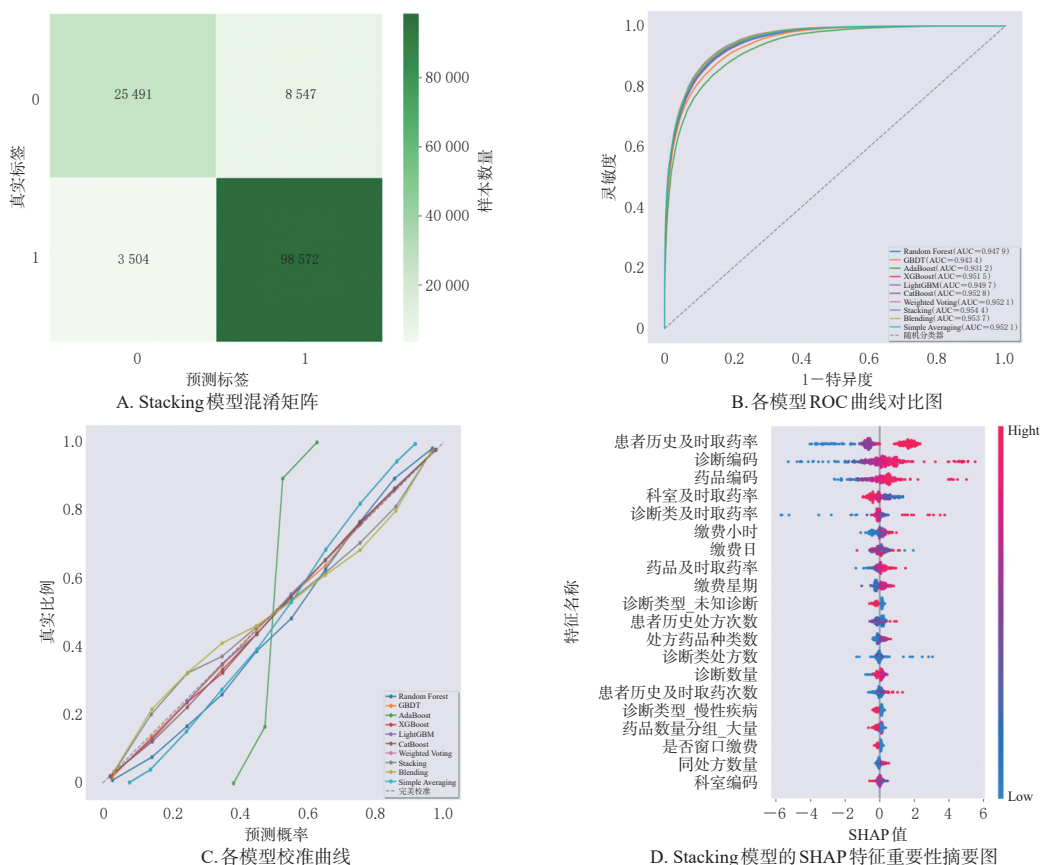 真实标签
0
1
25 491
8 547
3 504
98 572
0
1
预测标签
80 000
60 000
40 000
20 000
样本数量
A. Stacking模型混淆矩阵
灵敏度
1.0
0.8
0.6
0.4
0.2
0
Random Forest(AUC=0.947 9)
GBDT(AUC=0.943 4)
AdaBoost(AUC=0.931 2)
XGBoost(AUC=0.951 5)
LightGBM(AUC=0.949 7)
CatBoost(AUC=0.952 8)
Weighted Voting(AUC=0.952 1)
Stacking(AUC=0.954 4)
Blending(AUC=0.953 7)
Simple Averaging(AUC=0.952 1)
随机分类器
0
0.2
0.4
0.6
0.8
1.0
1-特异度
B. 各模型ROC曲线对比图
真实比例
1.0
0.8
0.6
0.4
0.2
0
Random Forest
GBDT
AdaBoost
XGBoost
LightGBM
CatBoost
Weighted Voting
Stacking
Blending
Simple Averaging
完美校准
0
0.2
0.4
0.6
0.8
1.0
预测概率
C. 各模型校准曲线
特征名称
患者历史及时取药率
诊断编码
药品编码
科室及时取药率
诊断类及时取药率
缴费小时
缴费日
药品及时取药率
缴费星期
诊断类型_未知诊断
患者历史处方次数
处方药品种类数
诊断类处方数
诊断数量
患者历史及时取药次数
诊断类型_慢性疾病
药品数量分组_大量
是否窗口缴费
同处方数量
科室编码
−6
−4
−2
0
2
4
6
SHAP值
Hight
Low
D. Stacking模型的SHAP特征重要性摘要图